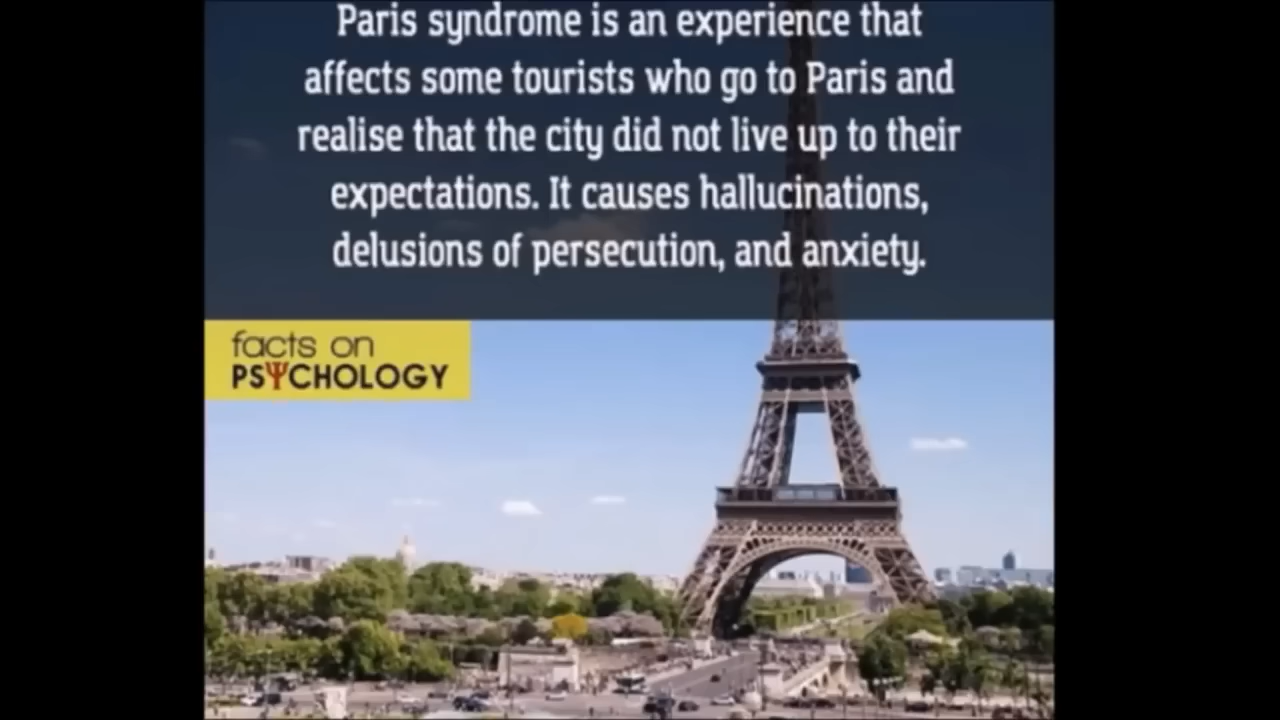 Paris syndrome is an experience that
affects some tourists who go to Paris and
realise that the city did not live up to their
expectations. It causes hallucinations,
delusions of persecution, and anxiety.
facts on
PSΨCHOLOGY